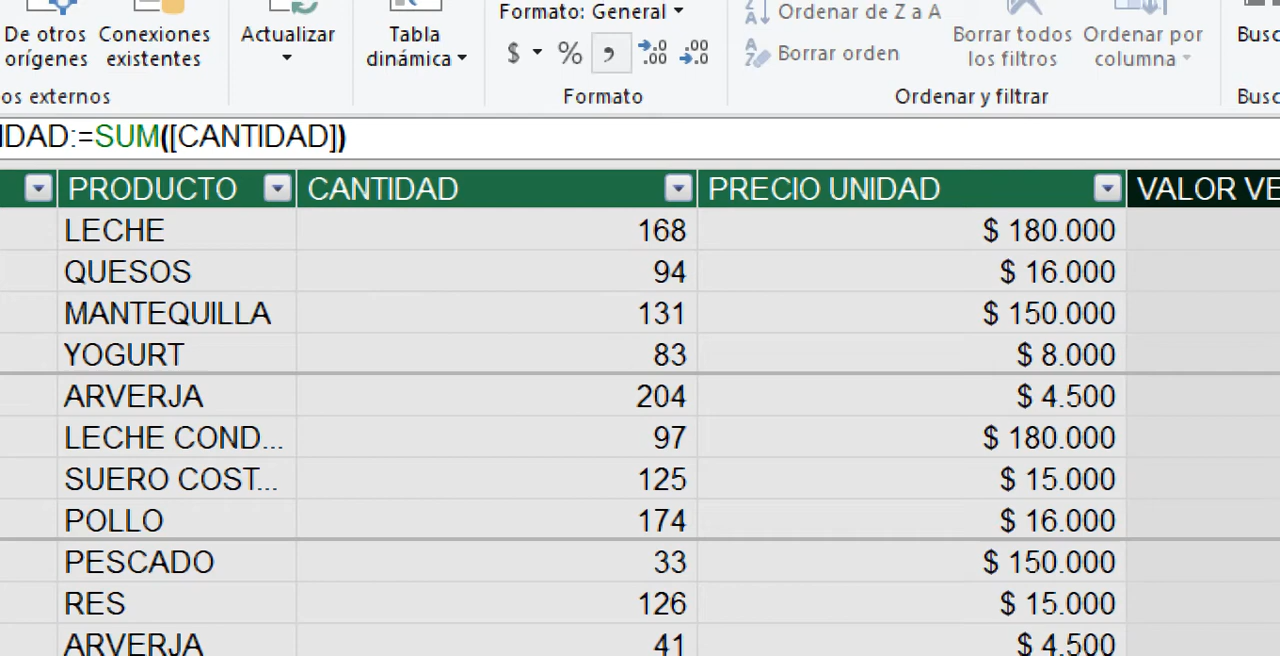 De otros orígenes
Conexiones existentes
Actualizar
Tabla dinámica
Formato: General
$ % , .0 .00 .00 .0
Ordenar de Z a A
Borrar orden
Borrar todos los filtros
Ordenar por columna
Busc
os externos
Formato
Ordenar y filtrar
Busc
IDAD:=SUM([CANTIDAD])
PRODUCTO CANTIDAD PRECIO UNIDAD VALOR VE
LECHE 168 $ 180.000
QUESOS 94 $ 16.000
MANTEQUILLA 131 $ 150.000
YOGURT 83 $ 8.000
ARVERJA 204 $ 4.500
LECHE COND... 97 $ 180.000
SUERO COST... 125 $ 15.000
POLLO 174 $ 16.000
PESCADO 33 $ 150.000
RES 126 $ 15.000
ARVERJA 41 $ 4.500